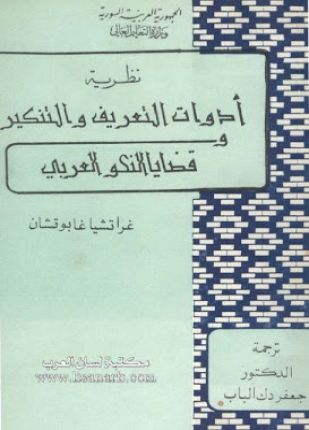 الجمهورية العربية السورية
وزارة التعليم العالي
نظرية
أدوات التعريف والتنكير
و
قضايا النحو العربي
غراتشيا غابوتشان
ترجمة
الدكتور
جعفر دك الباب
مكتبة لسان العرب
www.lisanarb.com